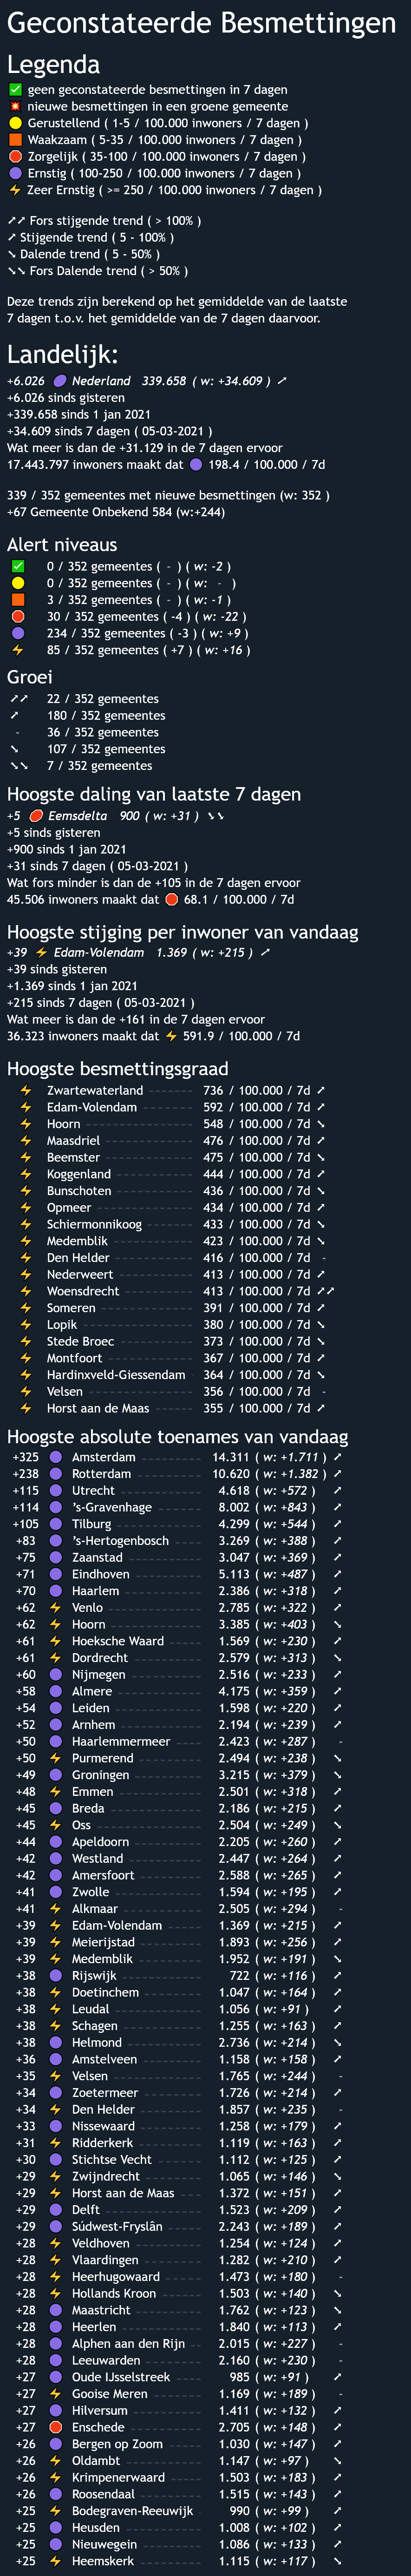 Geconstateerde Besmettingen
Legenda
✅ geen geconstateerde besmettingen in 7 dagen
💥 nieuwe besmettingen in een groene gemeente
🟡 Gerustellend ( 1-5 / 100.000 inwoners / 7 dagen )
🟧 Waakzaam ( 5-35 / 100.000 inwoners / 7 dagen )
🛑 Zorgelijk ( 35-100 / 100.000 inwoners / 7 dagen )
🟣 Ernstig ( 100-250 / 100.000 inwoners / 7 dagen )
⚡ Zeer Ernstig ( >= 250 / 100.000 inwoners / 7 dagen )
➚➚ Fors stijgende trend ( > 100% )
➚ Stijgende trend ( 5 - 100% )
➘ Dalende trend ( 5 - 50% )
➘➘ Fors Dalende trend ( > 50% )
Deze trends zijn berekend op het gemiddelde van de laatste
7 dagen t.o.v. het gemiddelde van de 7 dagen daarvoor.
Landelijk:
+6.026 🟣 Nederland 339.658 ( w: +34.609 ) ➚
+6.026 sinds gisteren
+339.658 sinds 1 jan 2021
+34.609 sinds 7 dagen ( 05-03-2021 )
Wat meer is dan de +31.129 in de 7 dagen ervoor
17.443.797 inwoners maakt dat 🟣 198.4 / 100.000 / 7d
339 / 352 gemeentes met nieuwe besmettingen (w: 352 )
+67 Gemeente Onbekend 584 (w:+244)
Alert niveaus
✅ 0 / 352 gemeentes ( - ) ( w: -2 )
🟡 0 / 352 gemeentes ( - ) ( w: - )
🟧 3 / 352 gemeentes ( - ) ( w: -1 )
🛑 30 / 352 gemeentes ( -4 ) ( w: -22 )
🟣 234 / 352 gemeentes ( -3 ) ( w: +9 )
⚡ 85 / 352 gemeentes ( +7 ) ( w: +16 )
Groei
➚➚ 22 / 352 gemeentes
➚ 180 / 352 gemeentes
- 36 / 352 gemeentes
➘ 107 / 352 gemeentes
➘➘ 7 / 352 gemeentes
Hoogste daling van laatste 7 dagen
+5 🛑 Eemsdelta 900 ( w: +31 ) ➘➘
+5 sinds gisteren
+900 sinds 1 jan 2021
+31 sinds 7 dagen ( 05-03-2021 )
Wat fors minder is dan de +105 in de 7 dagen ervoor
45.506 inwoners maakt dat 🛑 68.1 / 100.000 / 7d
Hoogste stijging per inwoner van vandaag
+39 ⚡ Edam-Volendam 1.369 ( w: +215 ) ➚
+39 sinds gisteren
+1.369 sinds 1 jan 2021
+215 sinds 7 dagen ( 05-03-2021 )
Wat meer is dan de +161 in de 7 dagen ervoor
36.323 inwoners maakt dat ⚡ 591.9 / 100.000 / 7d
Hoogste besmettingsgraad
⚡ Zwartewaterland 736 / 100.000 / 7d ➚
⚡ Edam-Volendam 592 / 100.000 / 7d ➚
⚡ Hoorn 548 / 100.000 / 7d ➘
⚡ Maasdriel 476 / 100.000 / 7d ➚
⚡ Beemster 475 / 100.000 / 7d ➘
⚡ Koggenland 444 / 100.000 / 7d ➚
⚡ Bunschoten 436 / 100.000 / 7d ➘
⚡ Opmeer 434 / 100.000 / 7d ➚
⚡ Schiermonnikoog 433 / 100.000 / 7d ➘
⚡ Medemblik 423 / 100.000 / 7d ➘
⚡ Den Helder 416 / 100.000 / 7d -
⚡ Nederweert 413 / 100.000 / 7d ➚
⚡ Woensdrecht 413 / 100.000 / 7d ➚➚
⚡ Someren 391 / 100.000 / 7d ➚
⚡ Lopik 380 / 100.000 / 7d ➘
⚡ Stede Broec 373 / 100.000 / 7d ➘
⚡ Montfoort 367 / 100.000 / 7d ➚
⚡ Hardinxveld-Giessendam 364 / 100.000 / 7d ➘
⚡ Velsen 356 / 100.000 / 7d -
⚡ Horst aan de Maas 355 / 100.000 / 7d ➚
Hoogste absolute toenames van vandaag
+325 🟣 Amsterdam 14.311 ( w: +1.711 ) ➚
+238 🟣 Rotterdam 10.620 ( w: +1.382 ) ➚
+115 🟣 Utrecht 4.618 ( w: +572 ) ➚
+114 🟣 's-Gravenhage 8.002 ( w: +843 ) ➚
+105 🟣 Tilburg 4.299 ( w: +544 ) ➚
+83 🟣 's-Hertogenbosch 3.269 ( w: +388 ) ➚
+75 🟣 Zaanstad 3.047 ( w: +369 ) ➚
+71 🟣 Eindhoven 5.113 ( w: +487 ) ➚
+70 🟣 Haarlem 2.386 ( w: +318 ) ➚
+62 ⚡ Venlo 2.785 ( w: +322 ) ➚
+62 ⚡ Hoorn 3.385 ( w: +403 ) ➘
+61 ⚡ Hoeksche Waard 1.569 ( w: +230 ) ➚
+61 ⚡ Dordrecht 2.579 ( w: +313 ) ➘
+60 🟣 Nijmegen 2.516 ( w: +233 ) ➚
+58 🟣 Almere 4.175 ( w: +359 ) ➚
+54 🟣 Leiden 1.598 ( w: +220 ) ➚
+52 🟣 Arnhem 2.194 ( w: +239 ) ➚
+50 🟣 Haarlemmermeer 2.423 ( w: +287 ) -
+50 ⚡ Purmerend 2.494 ( w: +238 ) ➘
+49 🟣 Groningen 3.215 ( w: +379 ) ➘
+48 ⚡ Emmen 2.501 ( w: +318 ) ➚
+45 🟣 Breda 2.186 ( w: +215 ) ➚
+45 ⚡ Oss 2.504 ( w: +249 ) ➘
+44 🟣 Apeldoorn 2.205 ( w: +260 ) ➚
+42 🟣 Westland 2.447 ( w: +264 ) ➚
+42 🟣 Amersfoort 2.588 ( w: +265 ) ➚
+41 🟣 Zwolle 1.594 ( w: +195 ) ➚
+41 ⚡ Alkmaar 2.505 ( w: +294 ) -
+39 ⚡ Edam-Volendam 1.369 ( w: +215 ) ➚
+39 ⚡ Meierijstad 1.893 ( w: +256 ) ➚
+39 ⚡ Medemblik 1.952 ( w: +191 ) ➘
+38 🟣 Rijswijk 722 ( w: +116 ) ➚
+38 ⚡ Doetinchem 1.047 ( w: +164 ) ➚
+38 ⚡ Leudal 1.056 ( w: +91 ) ➚
+38 ⚡ Schagen 1.255 ( w: +163 ) ➚
+38 🟣 Helmond 2.736 ( w: +214 ) ➘
+36 🟣 Amstelveen 1.158 ( w: +158 ) ➚
+35 ⚡ Velsen 1.765 ( w: +244 ) -
+34 🟣 Zoetermeer 1.726 ( w: +214 ) ➚
+34 ⚡ Den Helder 1.857 ( w: +235 ) -
+33 🟣 Nissewaard 1.258 ( w: +179 ) ➚
+31 ⚡ Ridderkerk 1.119 ( w: +163 ) ➚
+30 🟣 Stichtse Vecht 1.112 ( w: +125 ) ➚
+29 ⚡ Zwijndrecht 1.065 ( w: +146 ) ➘
+29 ⚡ Horst aan de Maas 1.372 ( w: +151 ) ➚
+29 🟣 Delft 1.523 ( w: +209 ) ➚
+29 🟣 Súdwest-Fryslân 2.243 ( w: +189 ) ➚
+28 ⚡ Veldhoven 1.254 ( w: +124 ) ➚
+28 ⚡ Vlaardingen 1.282 ( w: +210 ) ➚
+28 ⚡ Heerhugowaard 1.473 ( w: +180 ) -
+28 ⚡ Hollands Kroon 1.503 ( w: +140 ) ➘
+28 🟣 Maastricht 1.762 ( w: +123 ) ➘
+28 🟣 Heerlen 1.840 ( w: +113 ) ➚
+28 🟣 Alphen aan den Rijn 2.015 ( w: +227 ) -
+28 🟣 Leeuwarden 2.160 ( w: +230 ) -
+27 🟣 Oude IJsselstreek 985 ( w: +91 ) ➚
+27 ⚡ Gooise Meren 1.169 ( w: +189 ) -
+27 🟣 Hilversum 1.411 ( w: +132 ) ➚
+27 🛑 Enschede 2.705 ( w: +148 ) ➚
+26 🟣 Bergen op Zoom 1.030 ( w: +147 ) ➚
+26 ⚡ Oldambt 1.147 ( w: +97 ) ➘
+26 ⚡ Krimpenerwaard 1.503 ( w: +183 ) ➚
+26 🟣 Roosendaal 1.515 ( w: +143 ) ➚
+25 ⚡ Bodegraven-Reeuwijk 990 ( w: +99 ) ➚
+25 🟣 Heusden 1.008 ( w: +102 ) ➚
+25 🟣 Nieuwegein 1.086 ( w: +133 ) ➚
+25 ⚡ Heemskerk 1.115 ( w: +117 ) ➘